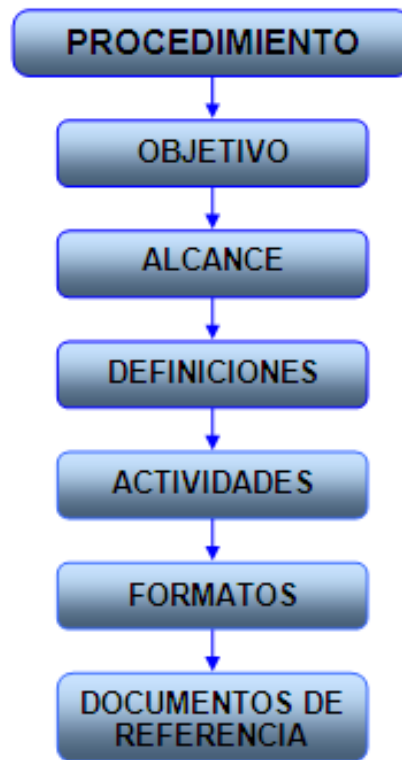 PROCEDIMIENTO
OBJETIVO
ALCANCE
DEFINICIONES
ACTIVIDADES
FORMATOS
DOCUMENTOS DE
REFERENCIA